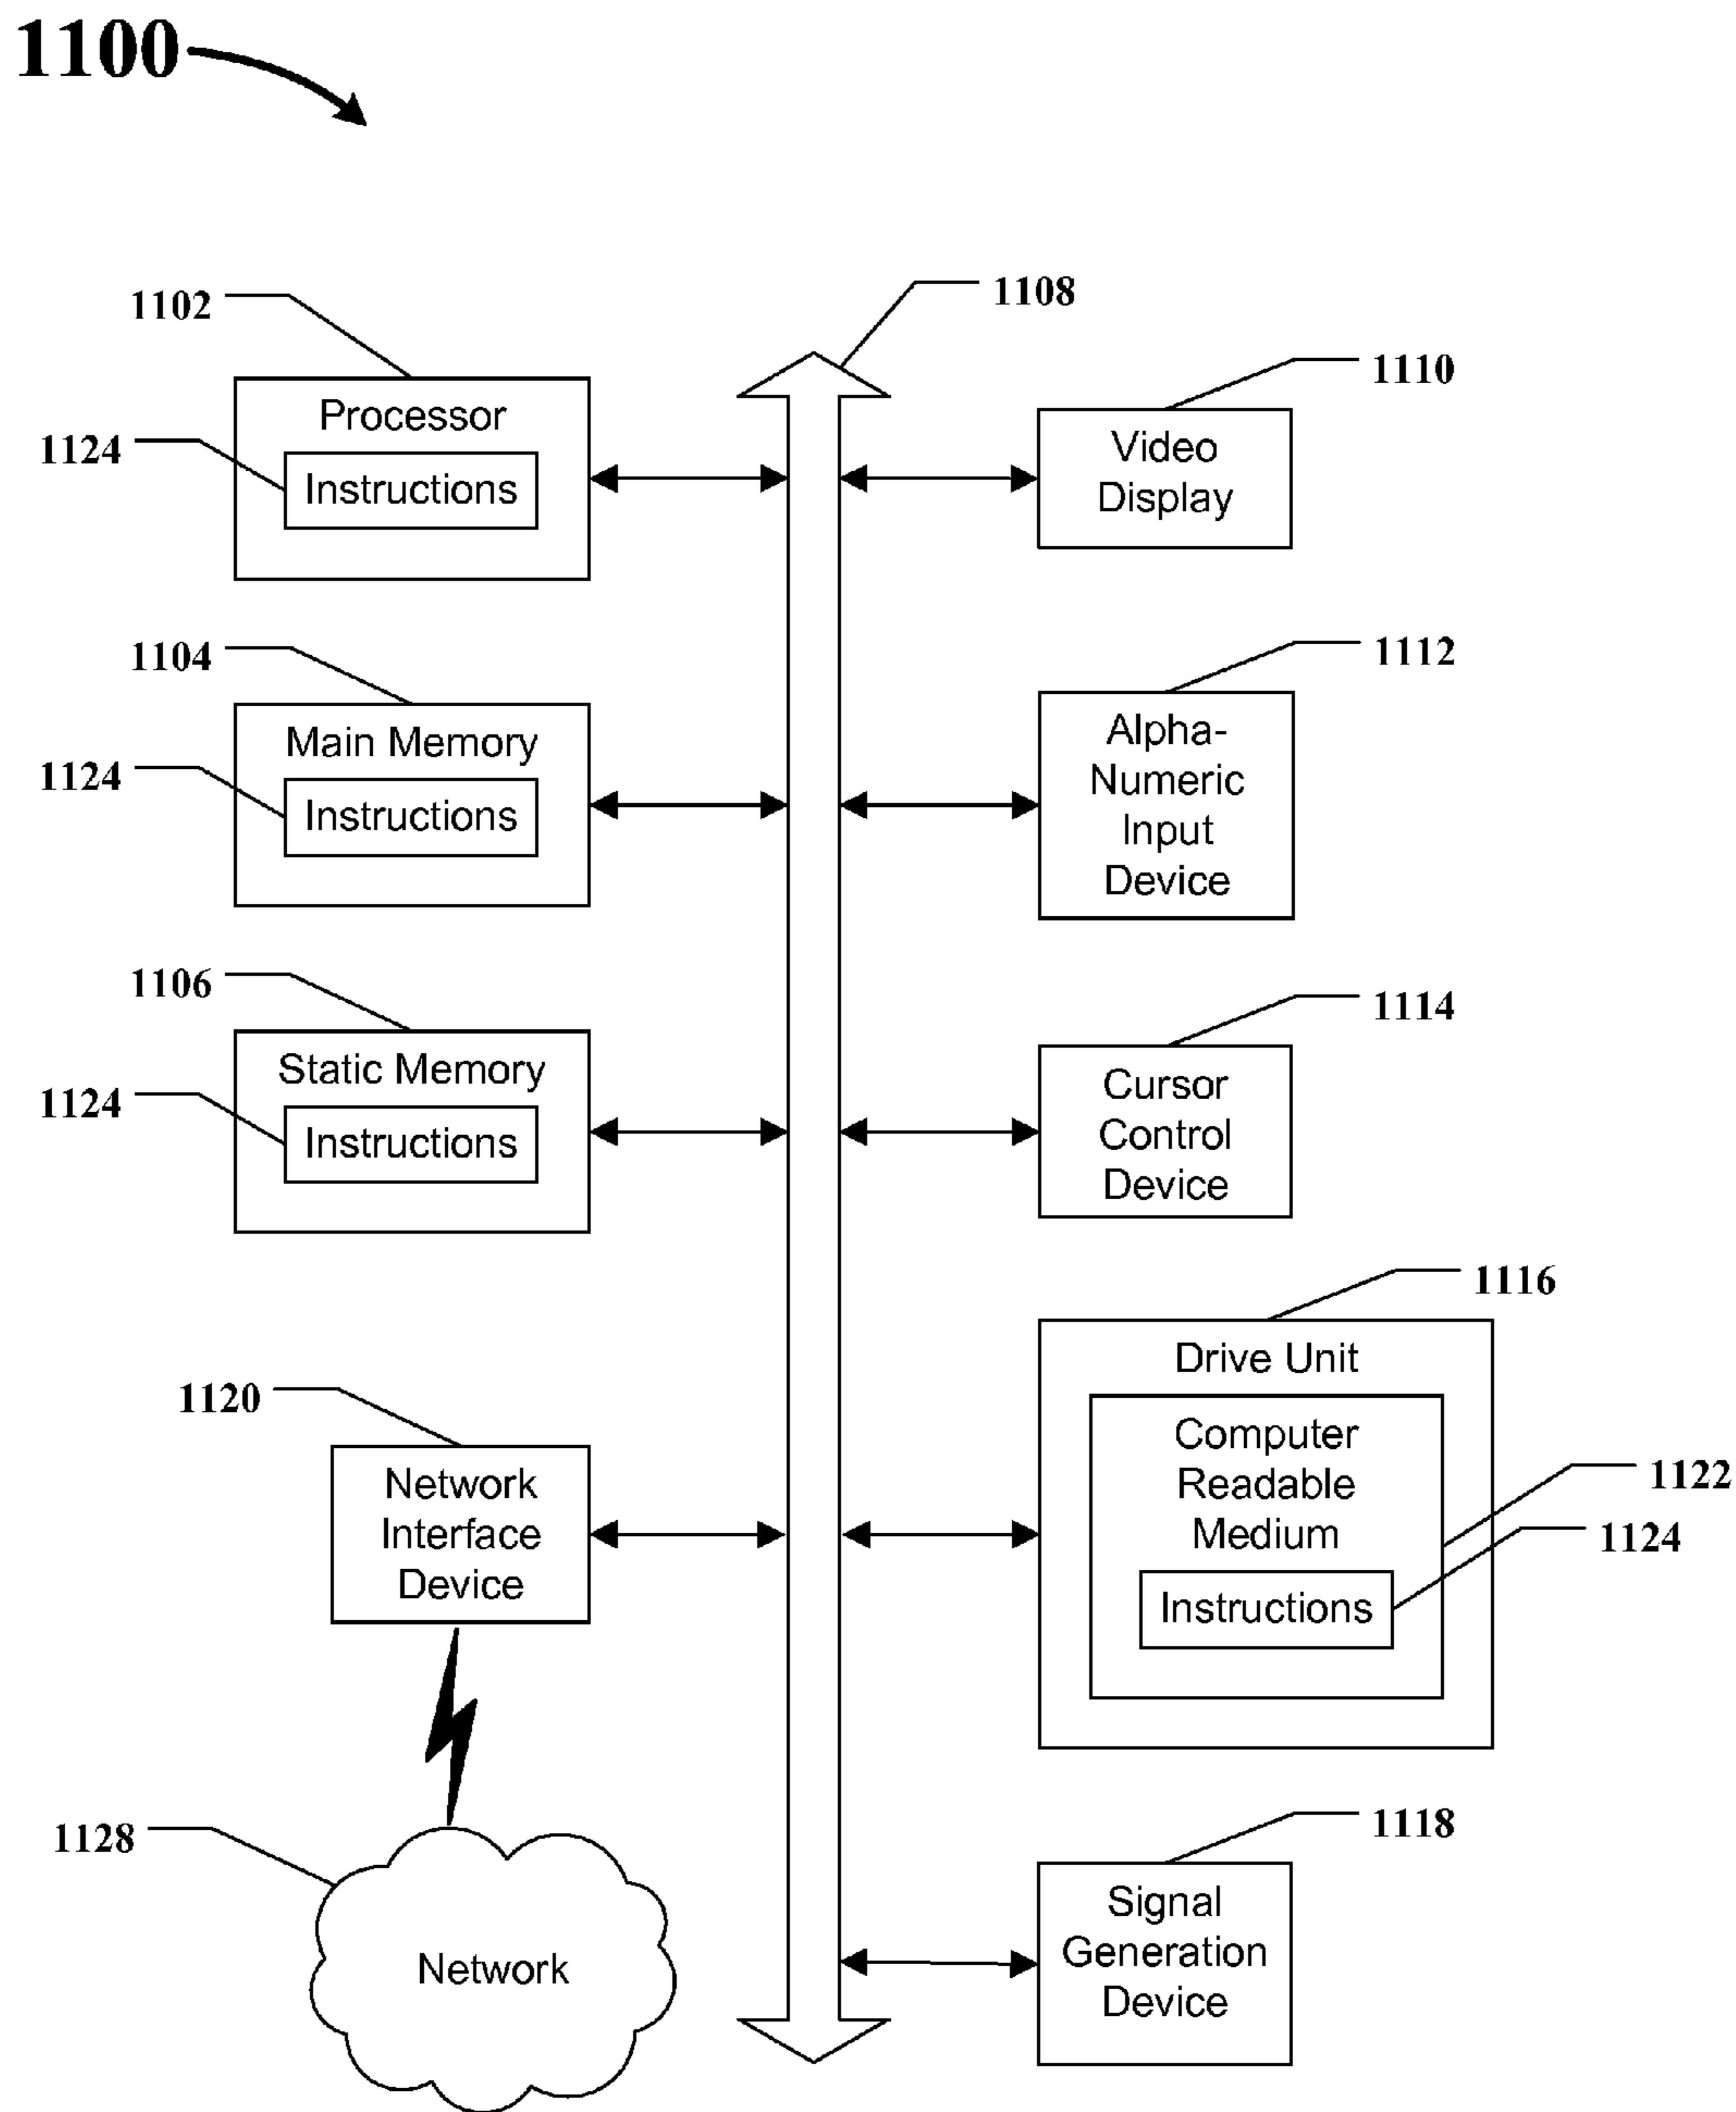 1100
1102
Processor
1124
Instructions
1104
Main Memory
1124
Instructions
1106
Static Memory
1124
Instructions
1120
Network
Interface
Device
1128
Network
1108
1110
Video
Display
1112
Alpha-
Numeric
Input
Device
1114
Cursor
Control
Device
1116
Drive Unit
Computer
Readable
Medium
1122
1124
Instructions
1118
Signal
Generation
Device